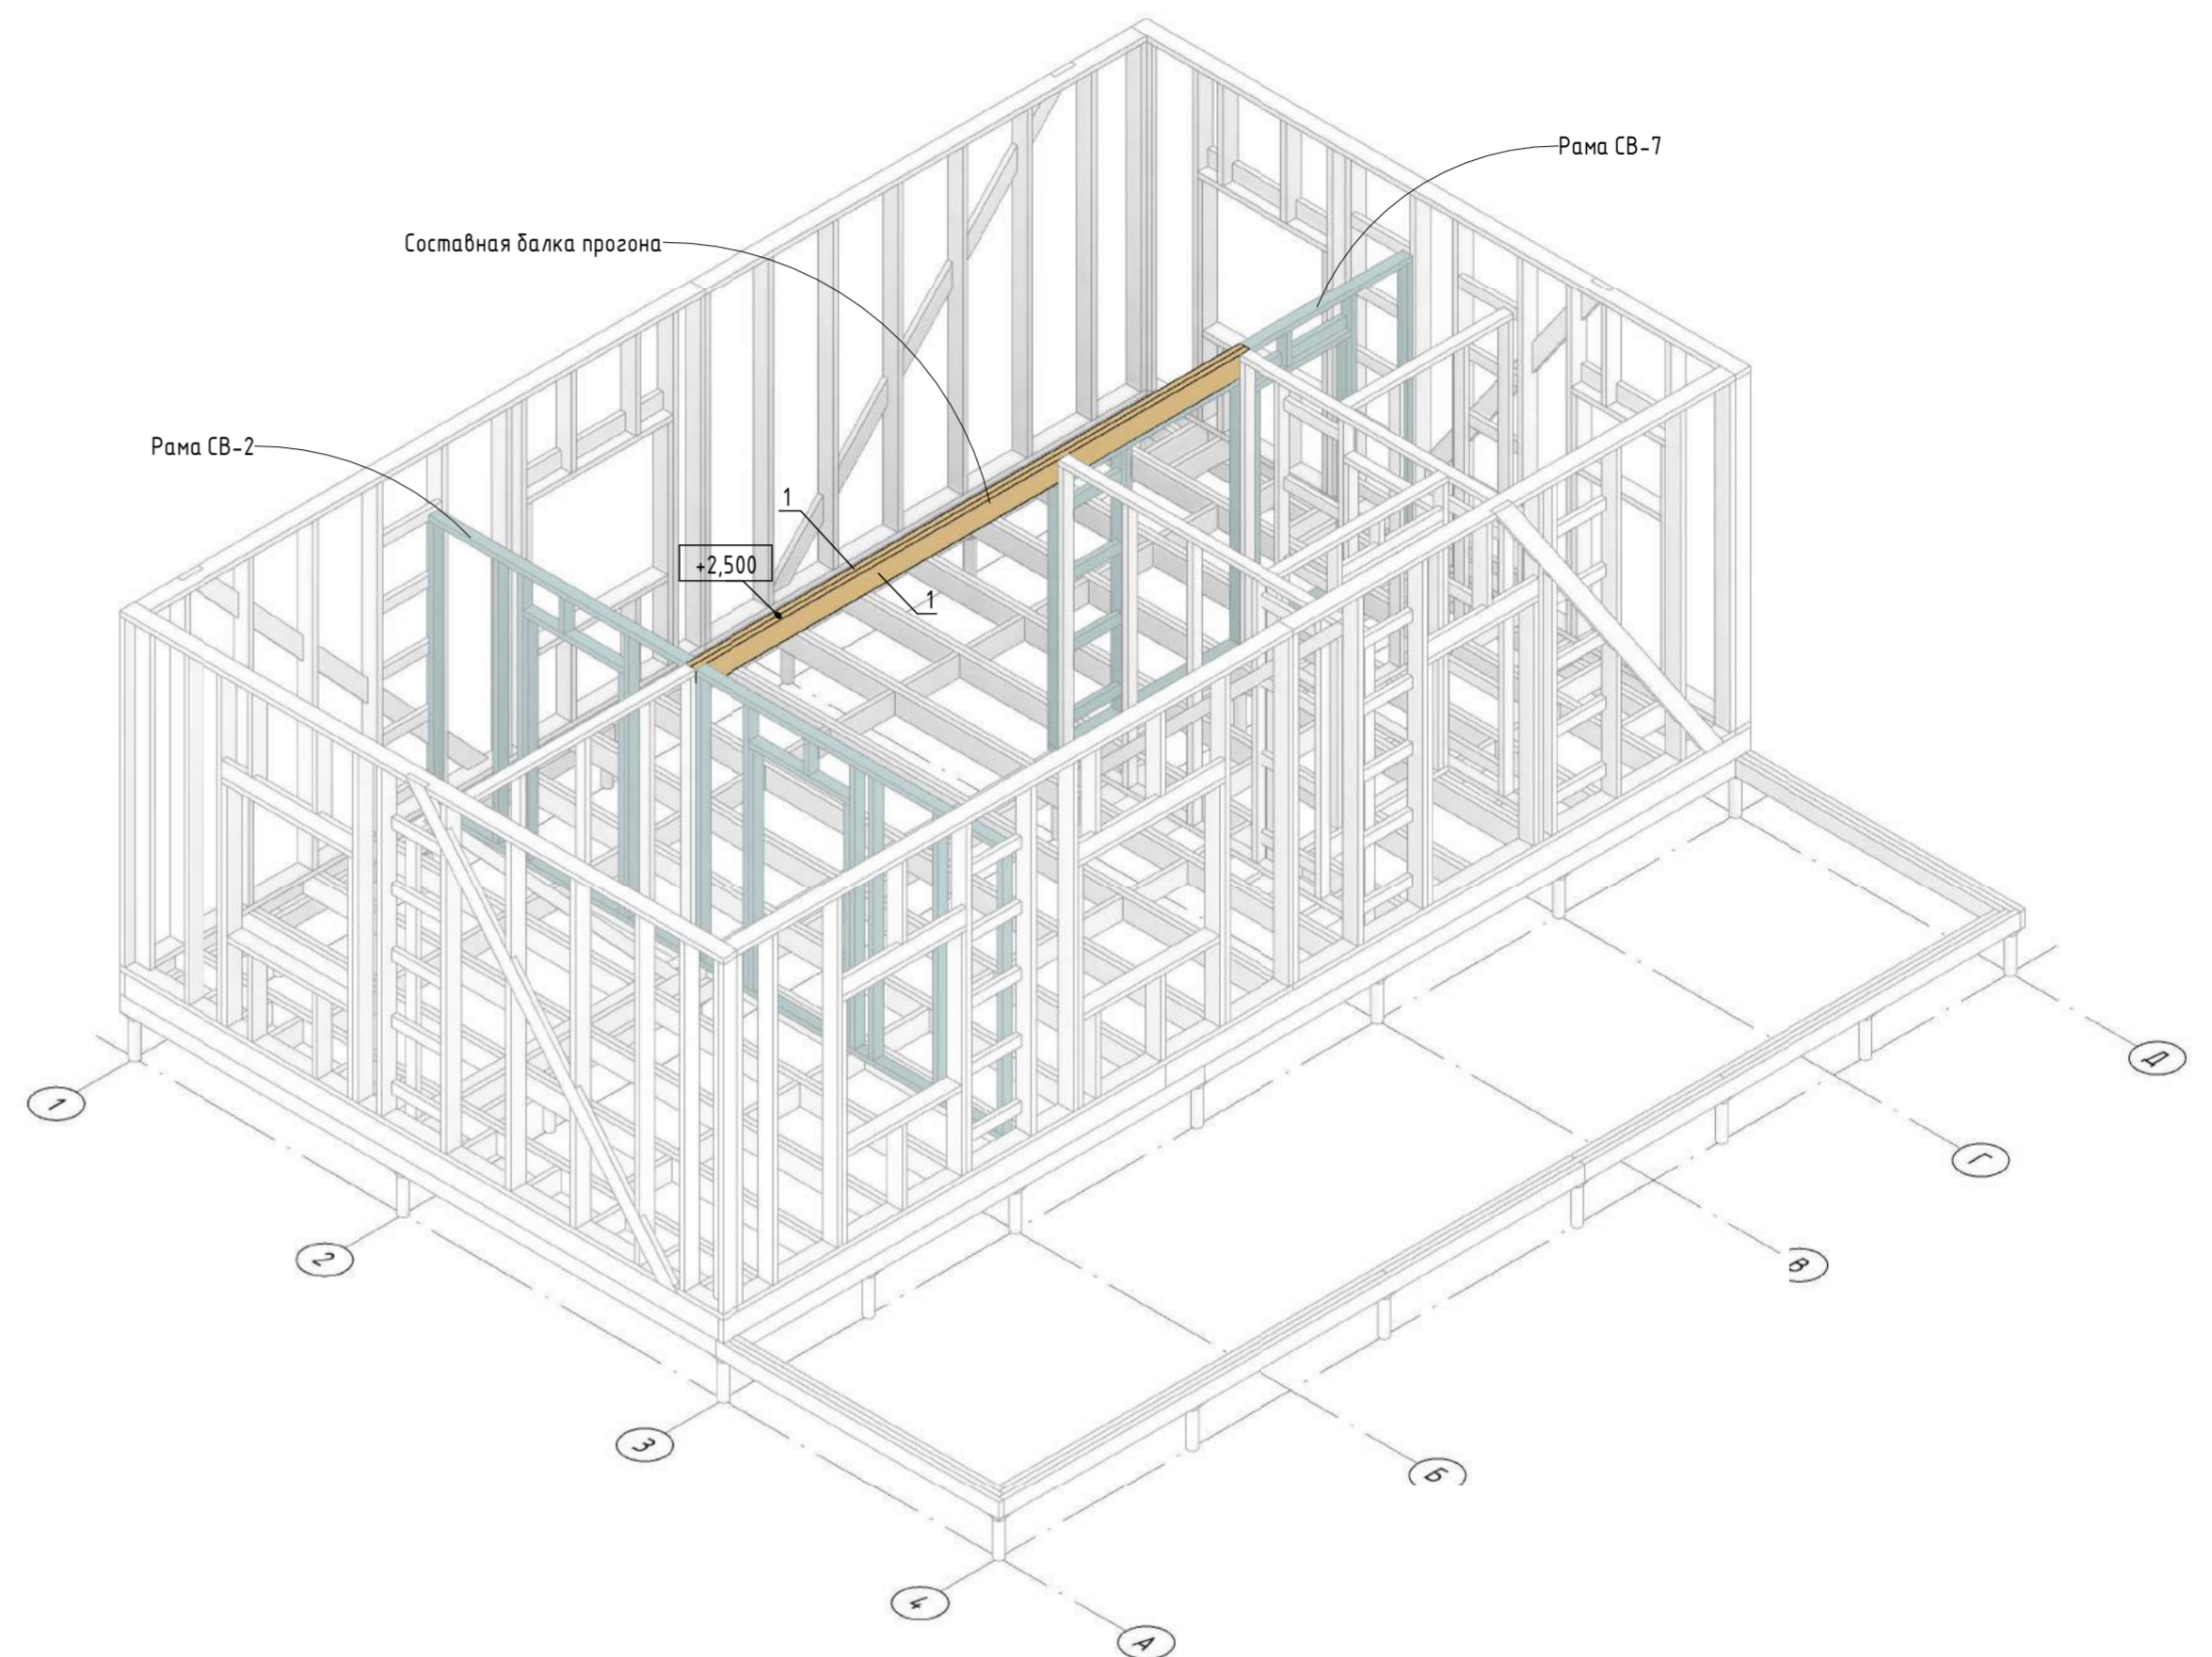 Рама СВ-7
Составная балка прогона
Рама СВ-2
1
+2,500
1
Д
1
Г
2
В
3
Б
4
А